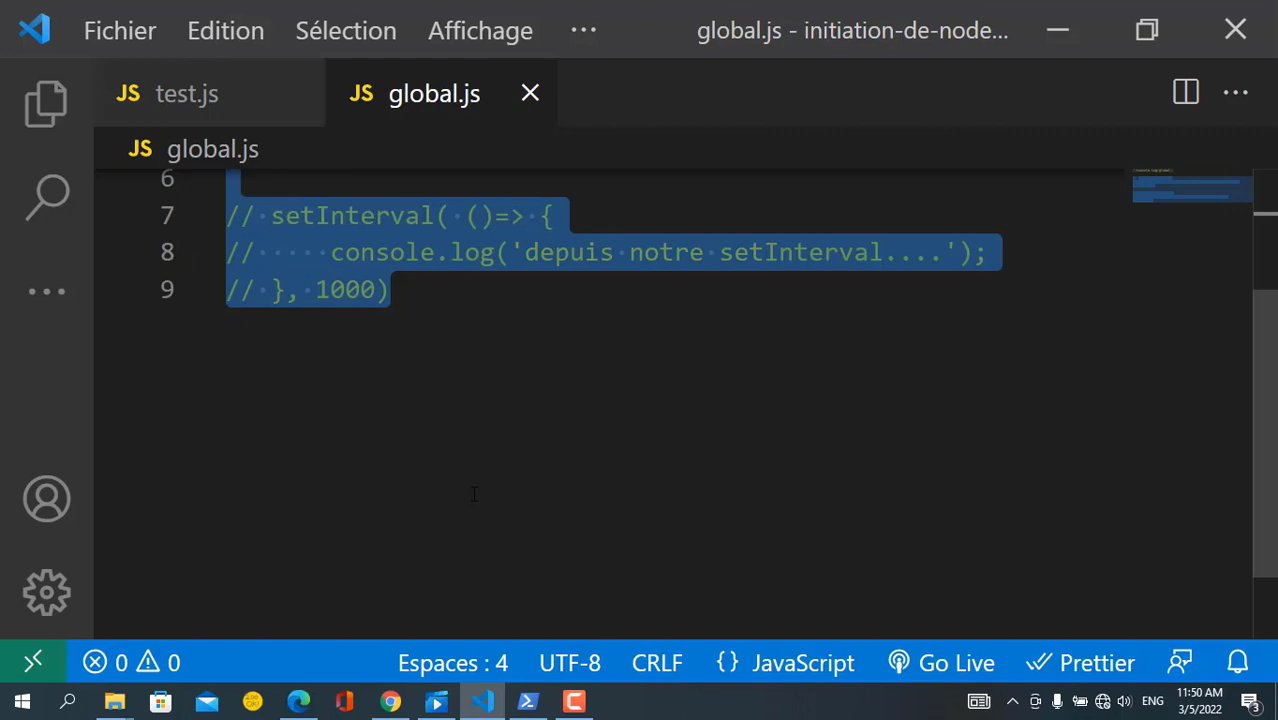 Fichier Edition Sélection Affichage ··· global.js - initiation-de-node...
JS test.js JS global.js
JS global.js
6
7 // setInterval( ()=> {
8 //     console.log('depuis notre setInterval....');
9 // }, 1000)
0 0 Espaces : 4 UTF-8 CRLF {} JavaScript Go Live Prettier
ENG 11:50 AM
3/5/2022 3